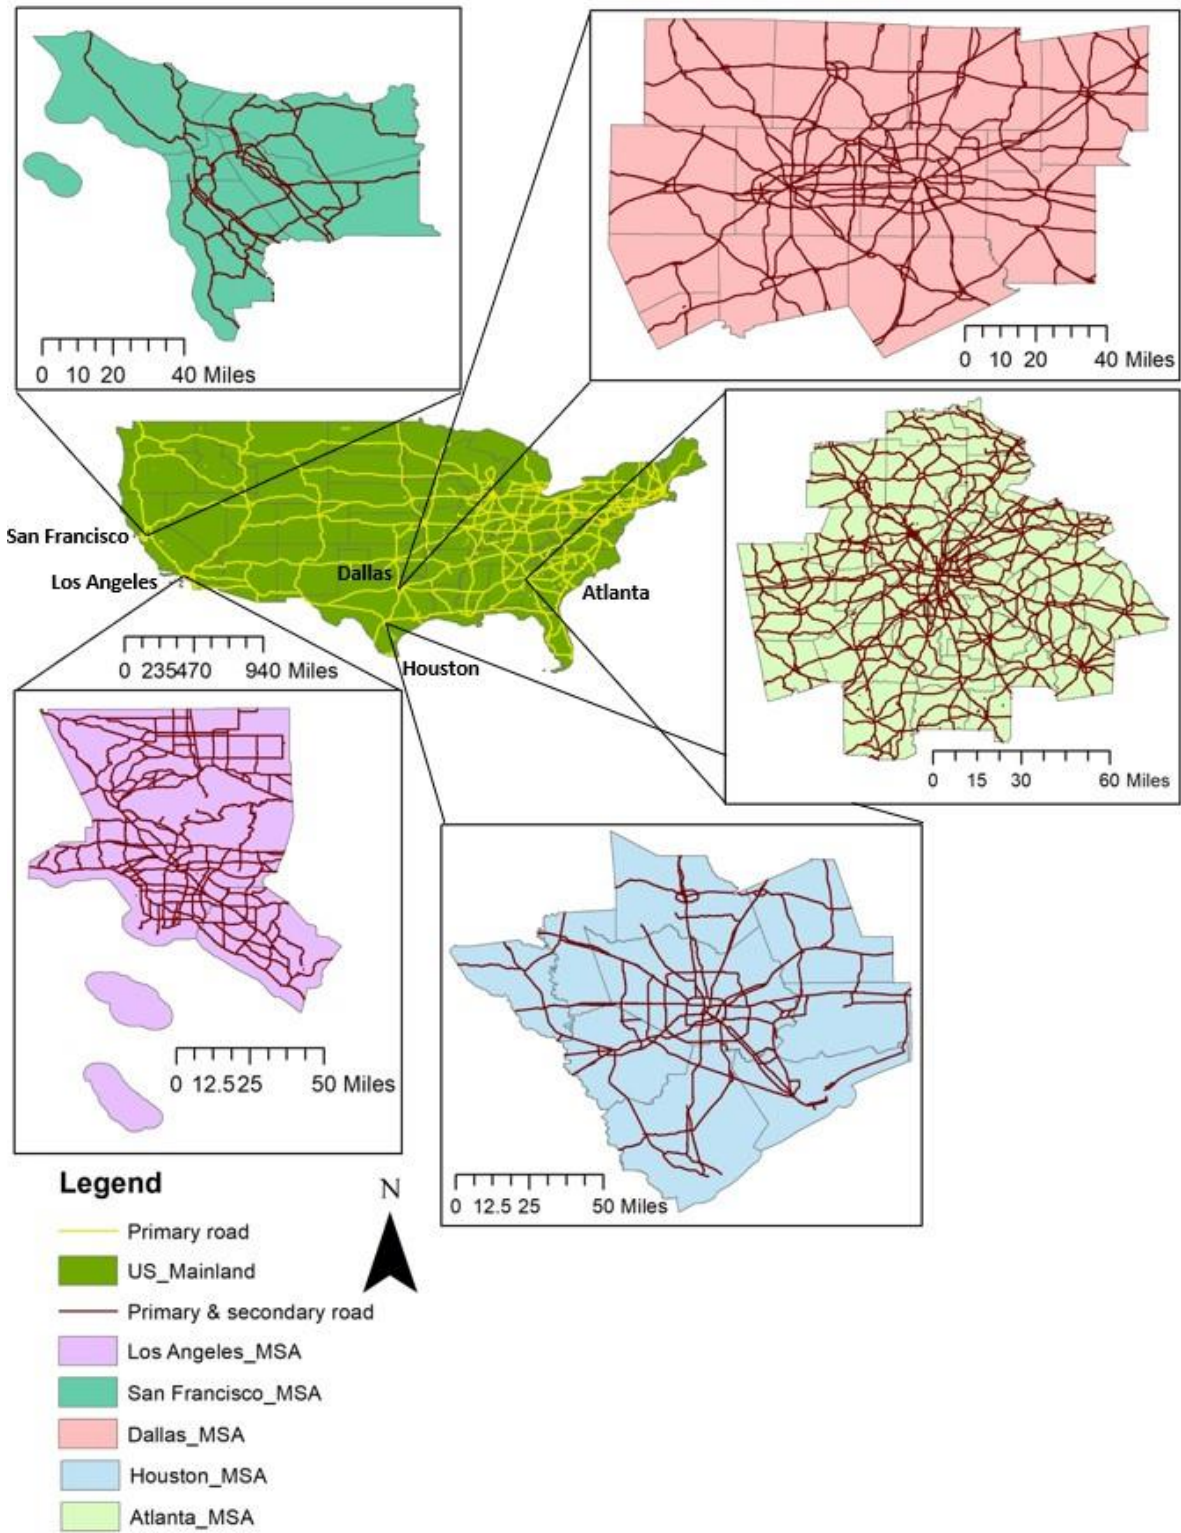 0 10 20 40 Miles
0 10 20 40 Miles
San Francisco
Los Angeles
Dallas
Atlanta
Houston
0 235470 940 Miles
0 15 30 60 Miles
0 12.525 50 Miles
0 12.5 25 50 Miles
Legend
N
Primary road
US_Mainland
Primary & secondary road
Los Angeles_MSA
San Francisco_MSA
Dallas_MSA
Houston_MSA
Atlanta_MSA